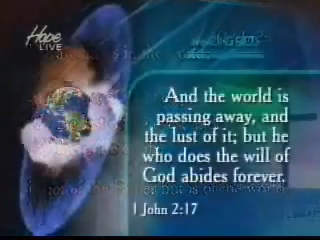 Hope
LIVE
And the world is
passing away, and
the lust of it; but he
who does the will of
God abides forever.
1 John 2:17